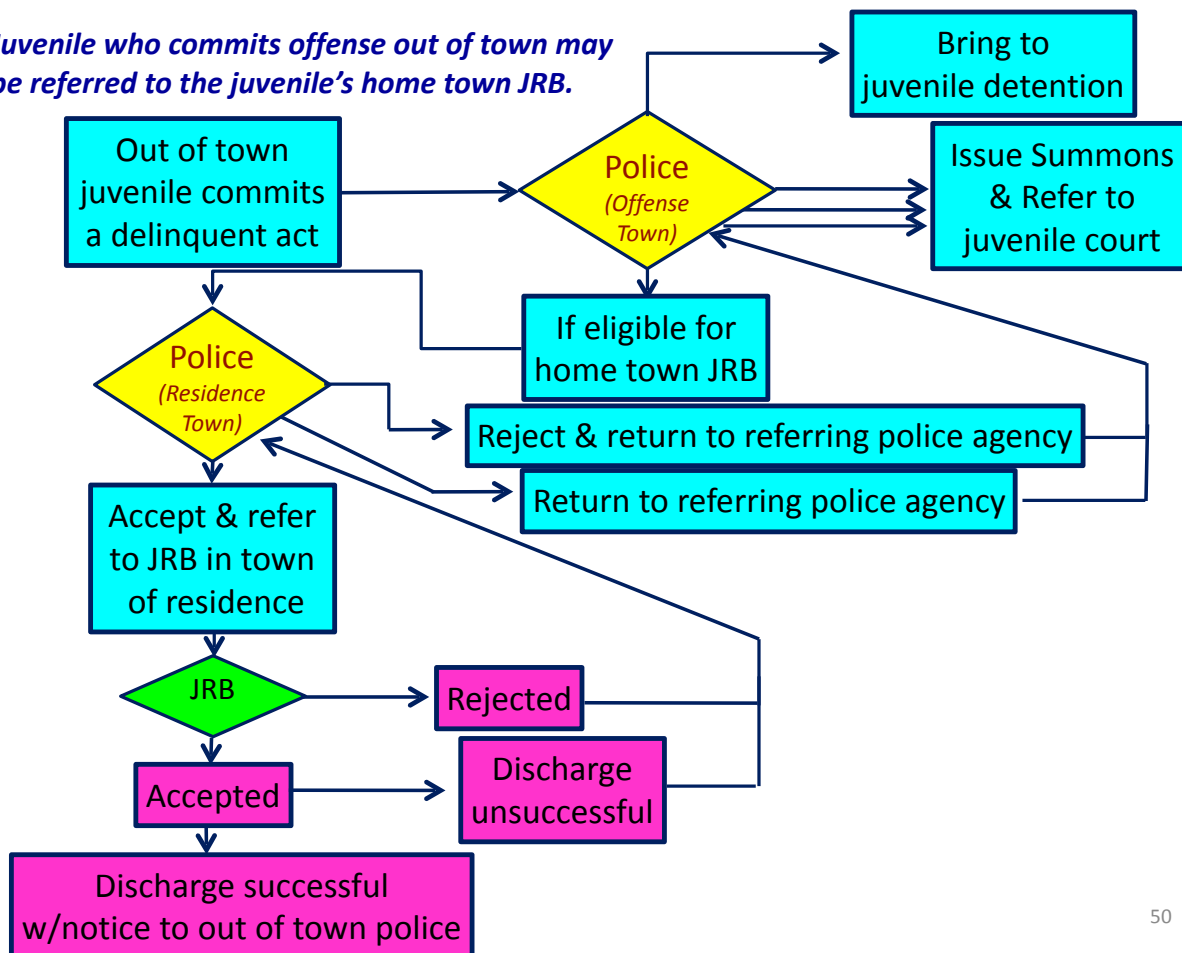 Juvenile who commits offense out of town may
be referred to the juvenile's home town JRB.
Bring to
juvenile detention
Out of town
juvenile commits
a delinquent act
Police
(Offense
Town)
Issue Summons
& Refer to
juvenile court
If eligible for
home town JRB
Police
(Residence
Town)
Reject & return to referring police agency
Return to referring police agency
Accept & refer
to JRB in town
of residence
JRB
Rejected
Accepted
Discharge
unsuccessful
Discharge successful
w/notice to out of town police
50